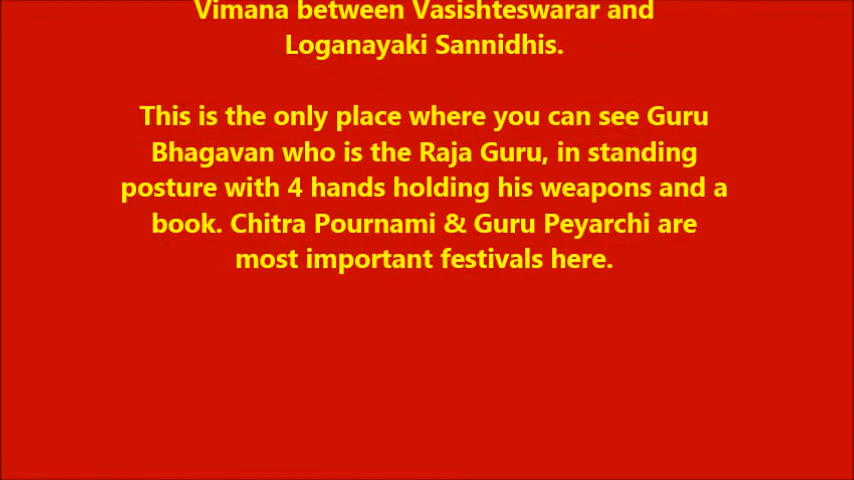 Vimana between Vasishteswarar and
Loganayaki Sannidhis.
This is the only place where you can see Guru
Bhagavan who is the Raja Guru, in standing
posture with 4 hands holding his weapons and a
book. Chitra Pournami & Guru Peyarchi are
most important festivals here.